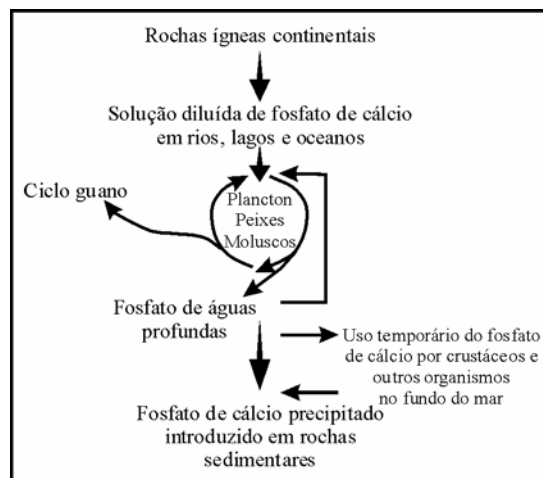 Rochas ígneas continentais
Solução diluída de fosfato de cálcio
em rios, lagos e oceanos
Ciclo guano
Plancton
Peixes
Moluscos
Fosfato de águas
profundas
Uso temporário do fosfato
de cálcio por crustáceos e
outros organismos
no fundo do mar
Fosfato de cálcio precipitado
introduzido em rochas
sedimentares